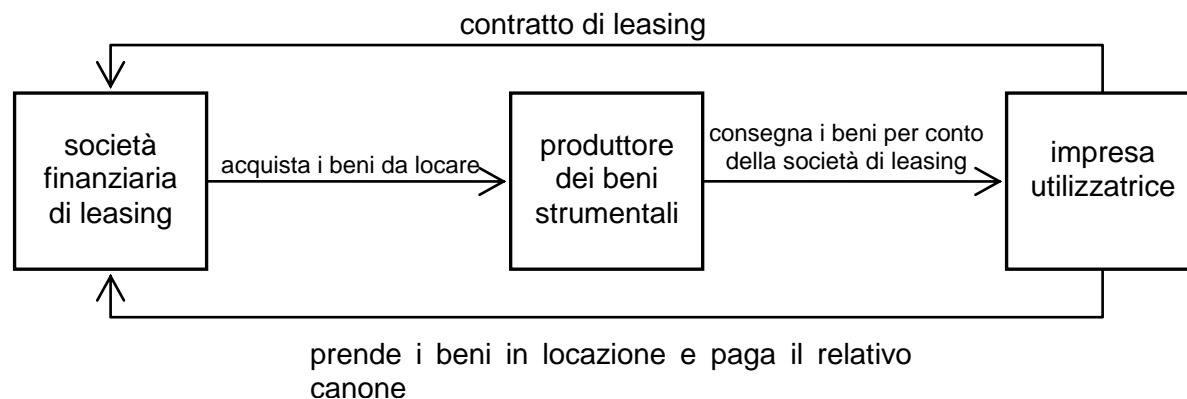 contratto di leasing
società
finanziaria
di leasing
acquista i beni da locare
produttore
dei beni
strumentali
consegna i beni per conto
della società di leasing
impresa
utilizzatrice
prende i beni in locazione e paga il relativo
canone